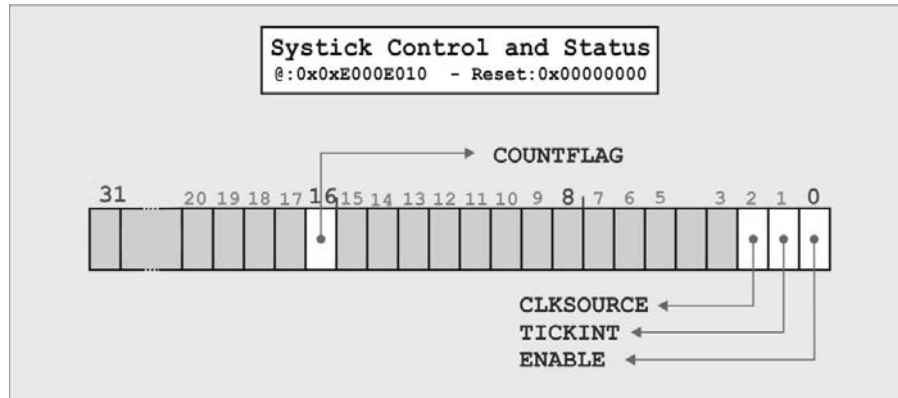 Systick Control and Status
@:0x0xE000E010 - Reset:0x00000000
COUNTFLAG
31 20 19 18 17 16 15 14 13 12 11 10 9 8 7 6 5 3 2 1 0
CLKSOURCE
TICKINT
ENABLE